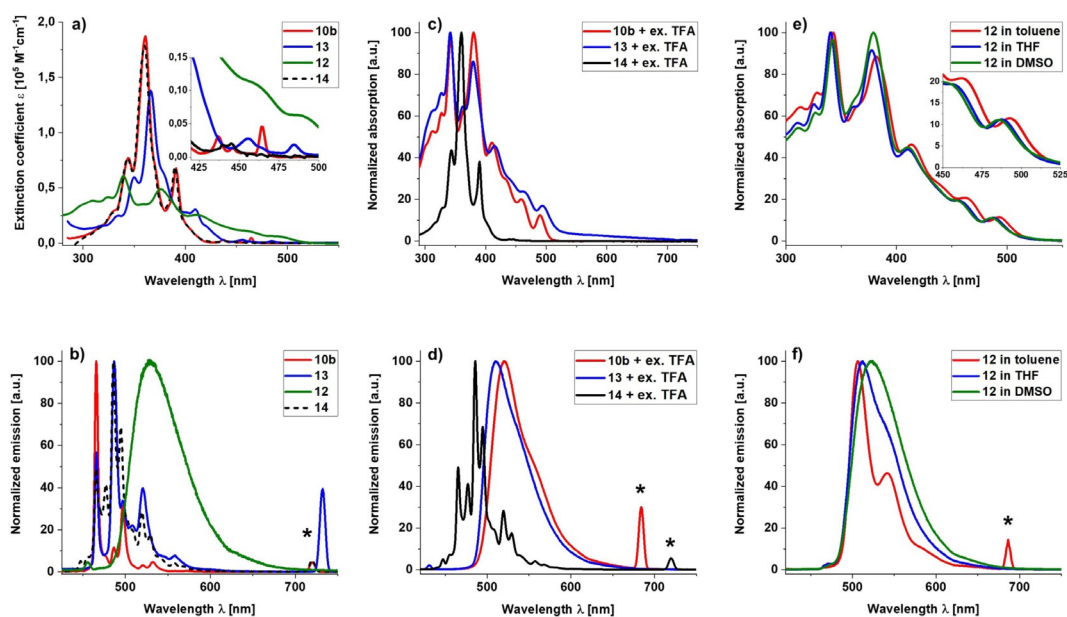 a)
Extinction coefficient ε [10⁵ M⁻¹cm⁻¹]
2,0
1,5
1,0
0,5
0,0
300 400 500
Wavelength λ [nm]
10b
13
12
14
0,15
0,10
0,05
0,00
425 450 475 500
c)
Normalized absorption [a.u.]
100
80
60
40
20
0
300 400 500 600 700
Wavelength λ [nm]
10b + ex. TFA
13 + ex. TFA
14 + ex. TFA
e)
Normalized absorption [a.u.]
100
80
60
40
20
0
300 400 500
Wavelength λ [nm]
12 in toluene
12 in THF
12 in DMSO
20
15
10
5
0
450 475 500 525
b)
Normalized emission [a.u.]
100
80
60
40
20
0
500 600 700
Wavelength λ [nm]
10b
13
12
14
*
d)
Normalized emission [a.u.]
100
80
60
40
20
0
500 600 700
Wavelength λ [nm]
10b + ex. TFA
13 + ex. TFA
14 + ex. TFA
*
*
f)
Normalized emission [a.u.]
100
80
60
40
20
0
500 600 700
Wavelength λ [nm]
12 in toluene
12 in THF
12 in DMSO
*